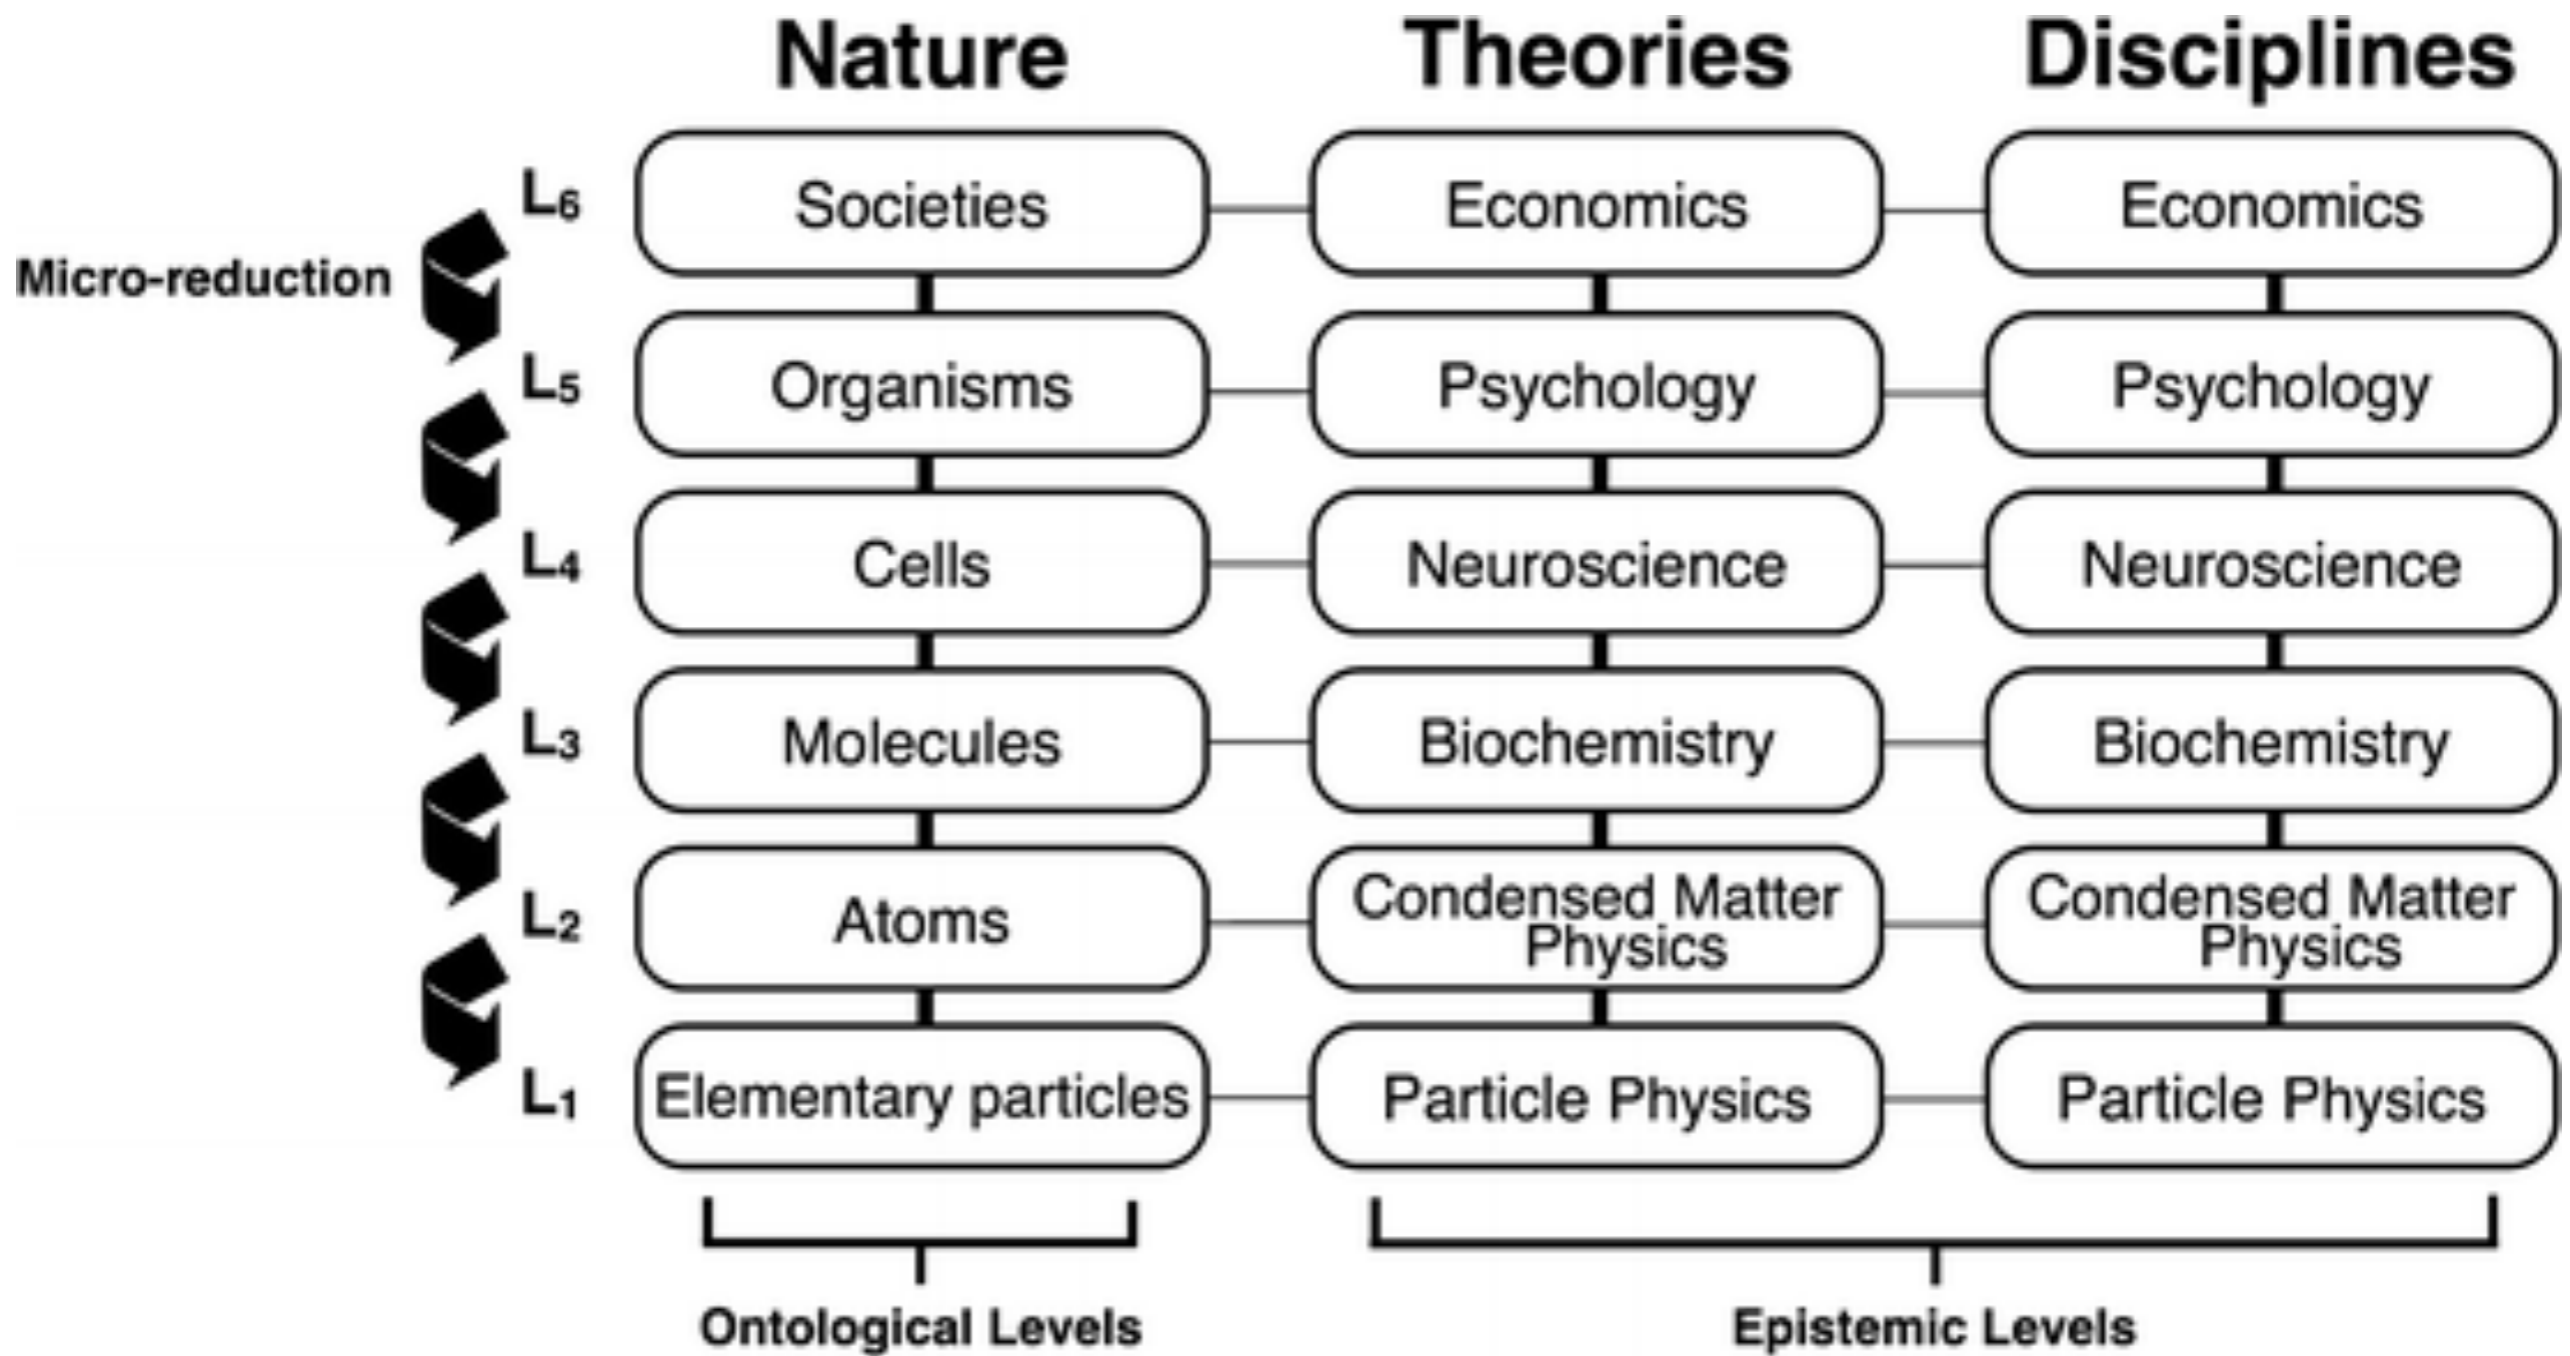 Nature Theories Disciplines
L6 Societies Economics Economics
Micro-reduction
L5 Organisms Psychology Psychology
L4 Cells Neuroscience Neuroscience
L3 Molecules Biochemistry Biochemistry
L2 Atoms Condensed Matter Physics Condensed Matter Physics
L1 Elementary particles Particle Physics Particle Physics
Ontological Levels Epistemic Levels